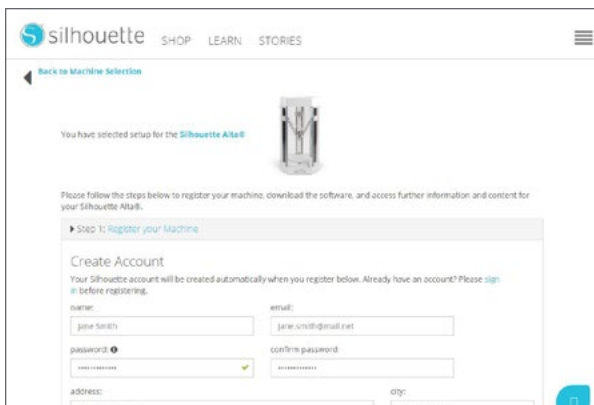 silhouette SHOP LEARN STORIES
Back to Machine Selection
You have selected setup for the Silhouette Alta®
Please follow the steps below to register your machine, download the software, and access further information and content for
your Silhouette Alta®.
Step 1: Register your Machine
Create Account
Your Silhouette account will be created automatically when you register below. Already have an account? Please sign
in before registering.
name: email:
Jane Smith jane.smith@mail.net
password: confirm password:
address: city: